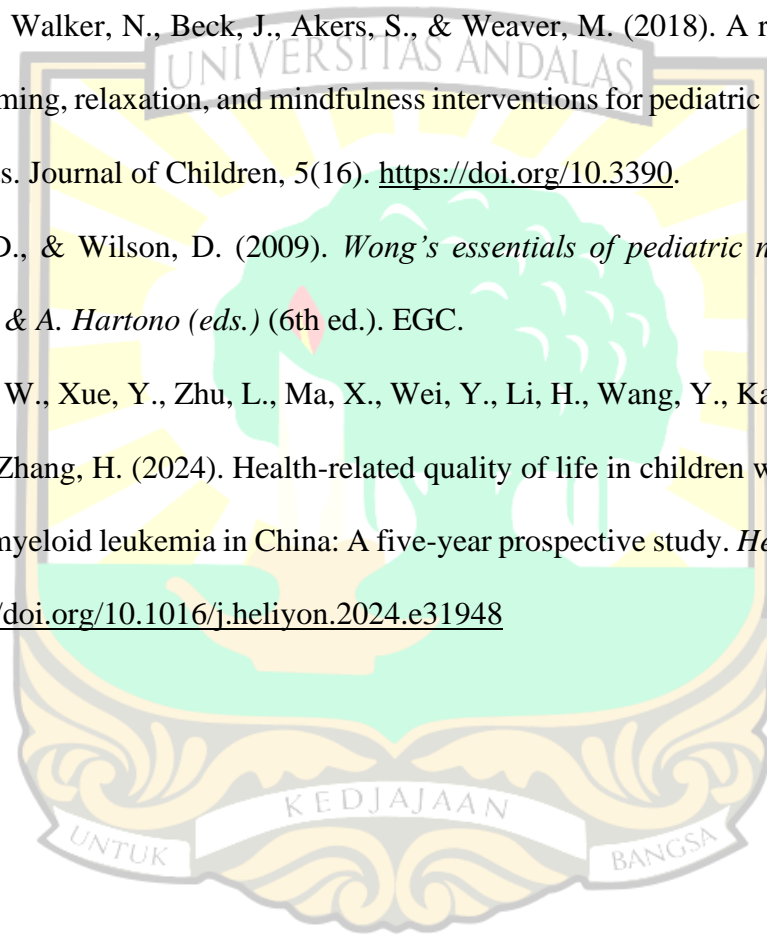 Walker, N., Beck, J., Akers, S., & Weaver, M. (2018). A r
UNIVERSITAS ANDALAS
ming, relaxation, and mindfulness interventions for pediatric
s. Journal of Children, 5(16). https://doi.org/10.3390.
D., & Wilson, D. (2009). Wong’s essentials of pediatric n
& A. Hartono (eds.) (6th ed.). EGC.
W., Xue, Y., Zhu, L., Ma, X., Wei, Y., Li, H., Wang, Y., Ka
Zhang, H. (2024). Health-related quality of life in children w
myeloid leukemia in China: A five-year prospective study. He
/doi.org/10.1016/j.heliyon.2024.e31948
KEDJAJAAN
UNTUK
BANGSA